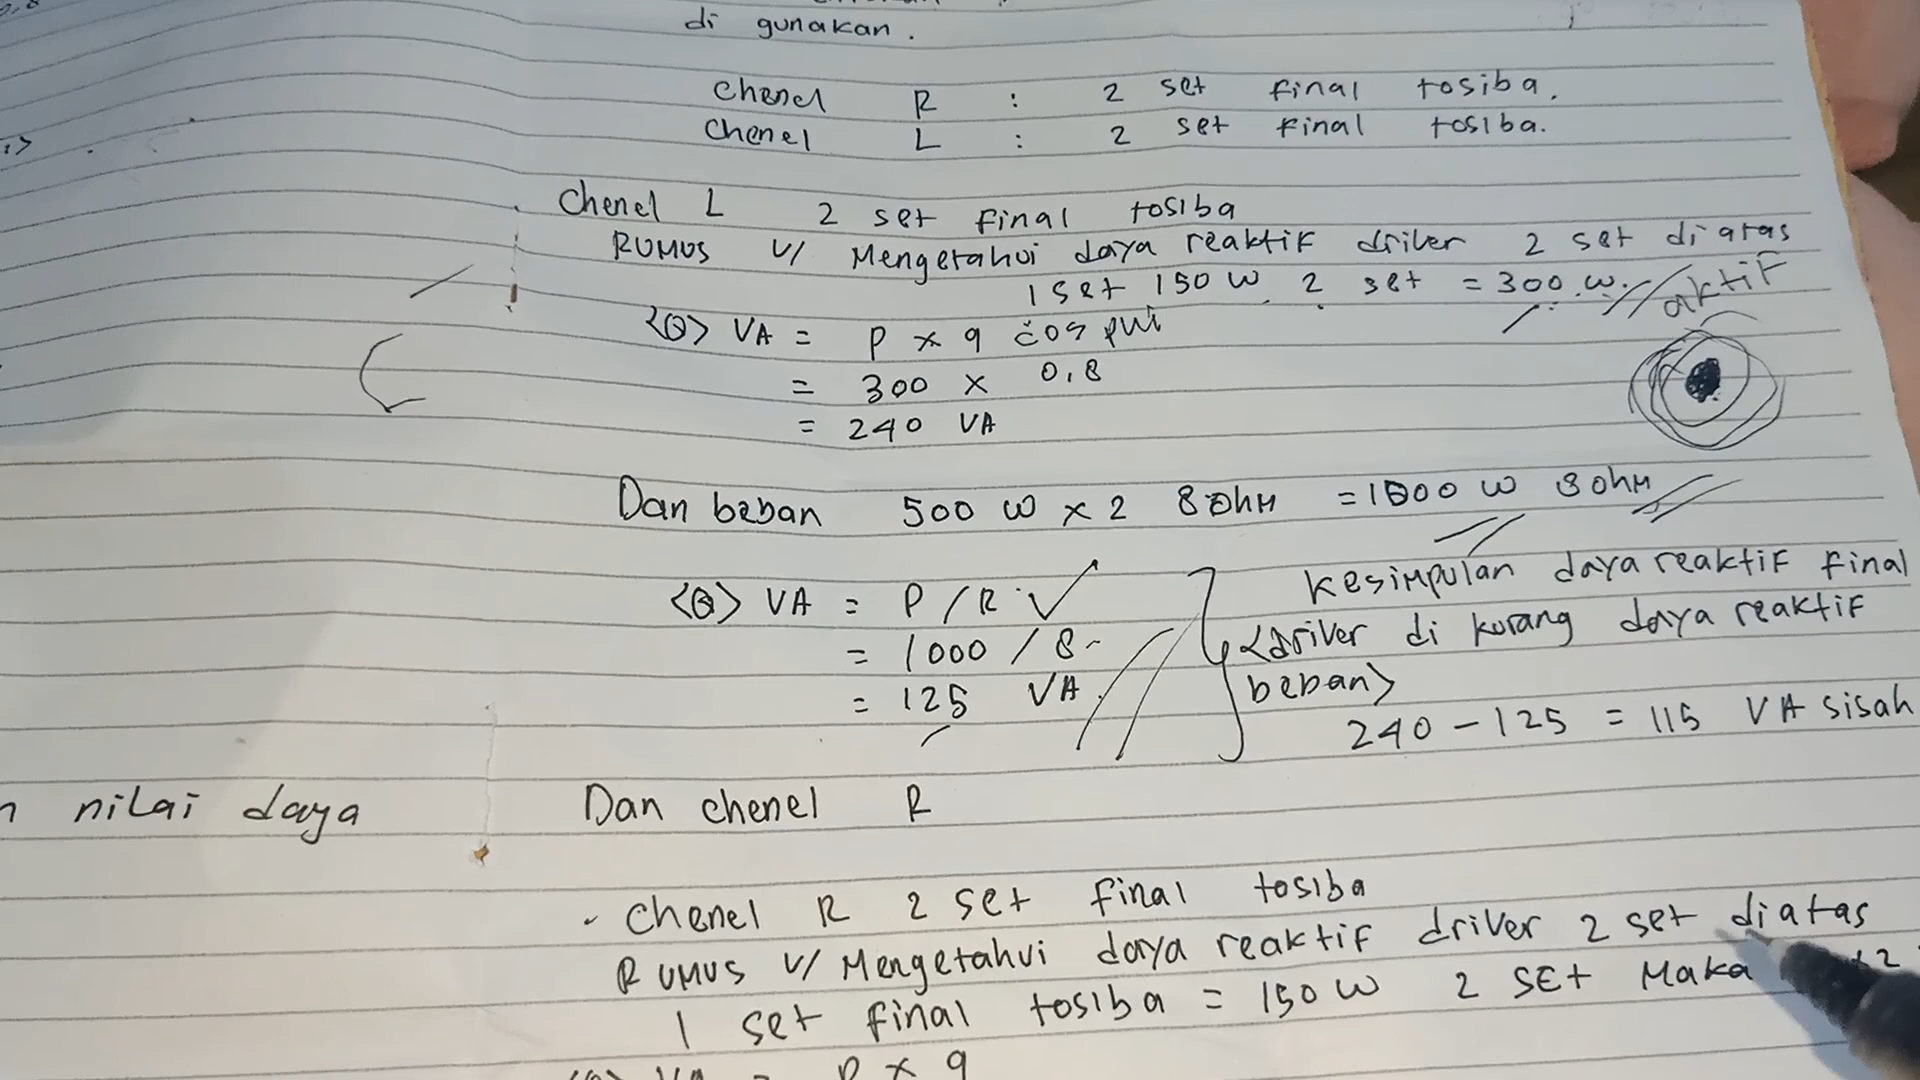 di gunakan.
Chenel R : 2 set final tosiba.
Chenel L : 2 set final tosiba.
Chenel L 2 set final tosiba
RUMUS U/ Mengetahui daya reaktif driver 2 set diatas
1 set 150 W 2 set = 300 W. aktif
<Q> VA = P x q cos phi
= 300 x 0,8
= 240 VA
Dan beban 500 W x 2 8 ohm = 1000 W 8 ohm
<Q> VA = P / R
= 1000 / 8
= 125 VA
Kesimpulan daya reaktif final
<driver di kurang daya reaktif
beban>
240 - 125 = 115 VA sisah
nilai daya
Dan chenel R
- Chenel R 2 set final tosiba
RUMUS U/ Mengetahui daya reaktif driver 2 set diatas
1 set final tosiba = 150 W 2 SET Maka
VA = P x q